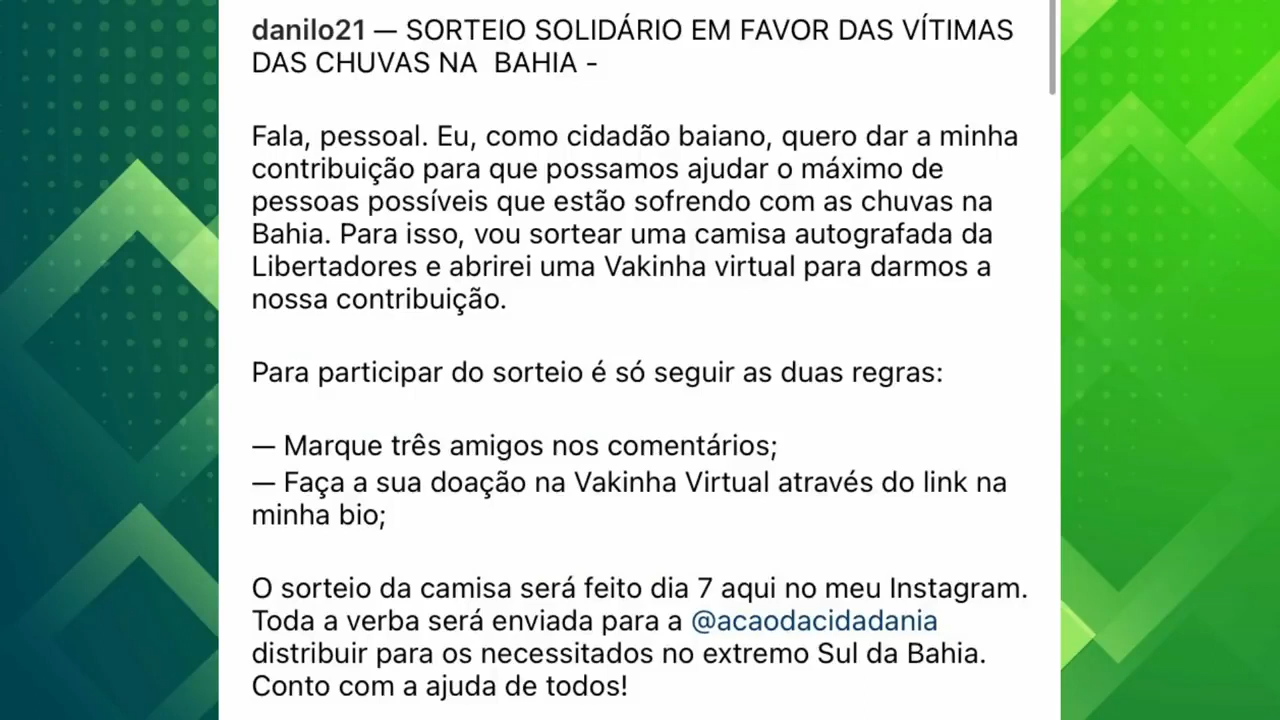 danilo21 — SORTEIO SOLIDÁRIO EM FAVOR DAS VÍTIMAS
DAS CHUVAS NA  BAHIA -
Fala, pessoal. Eu, como cidadão baiano, quero dar a minha
contribuição para que possamos ajudar o máximo de
pessoas possíveis que estão sofrendo com as chuvas na
Bahia. Para isso, vou sortear uma camisa autografada da
Libertadores e abrirei uma Vakinha virtual para darmos a
nossa contribuição.
Para participar do sorteio é só seguir as duas regras:
— Marque três amigos nos comentários;
— Faça a sua doação na Vakinha Virtual através do link na
minha bio;
O sorteio da camisa será feito dia 7 aqui no meu Instagram.
Toda a verba será enviada para a @acaodacidadania
distribuir para os necessitados no extremo Sul da Bahia.
Conto com a ajuda de todos!